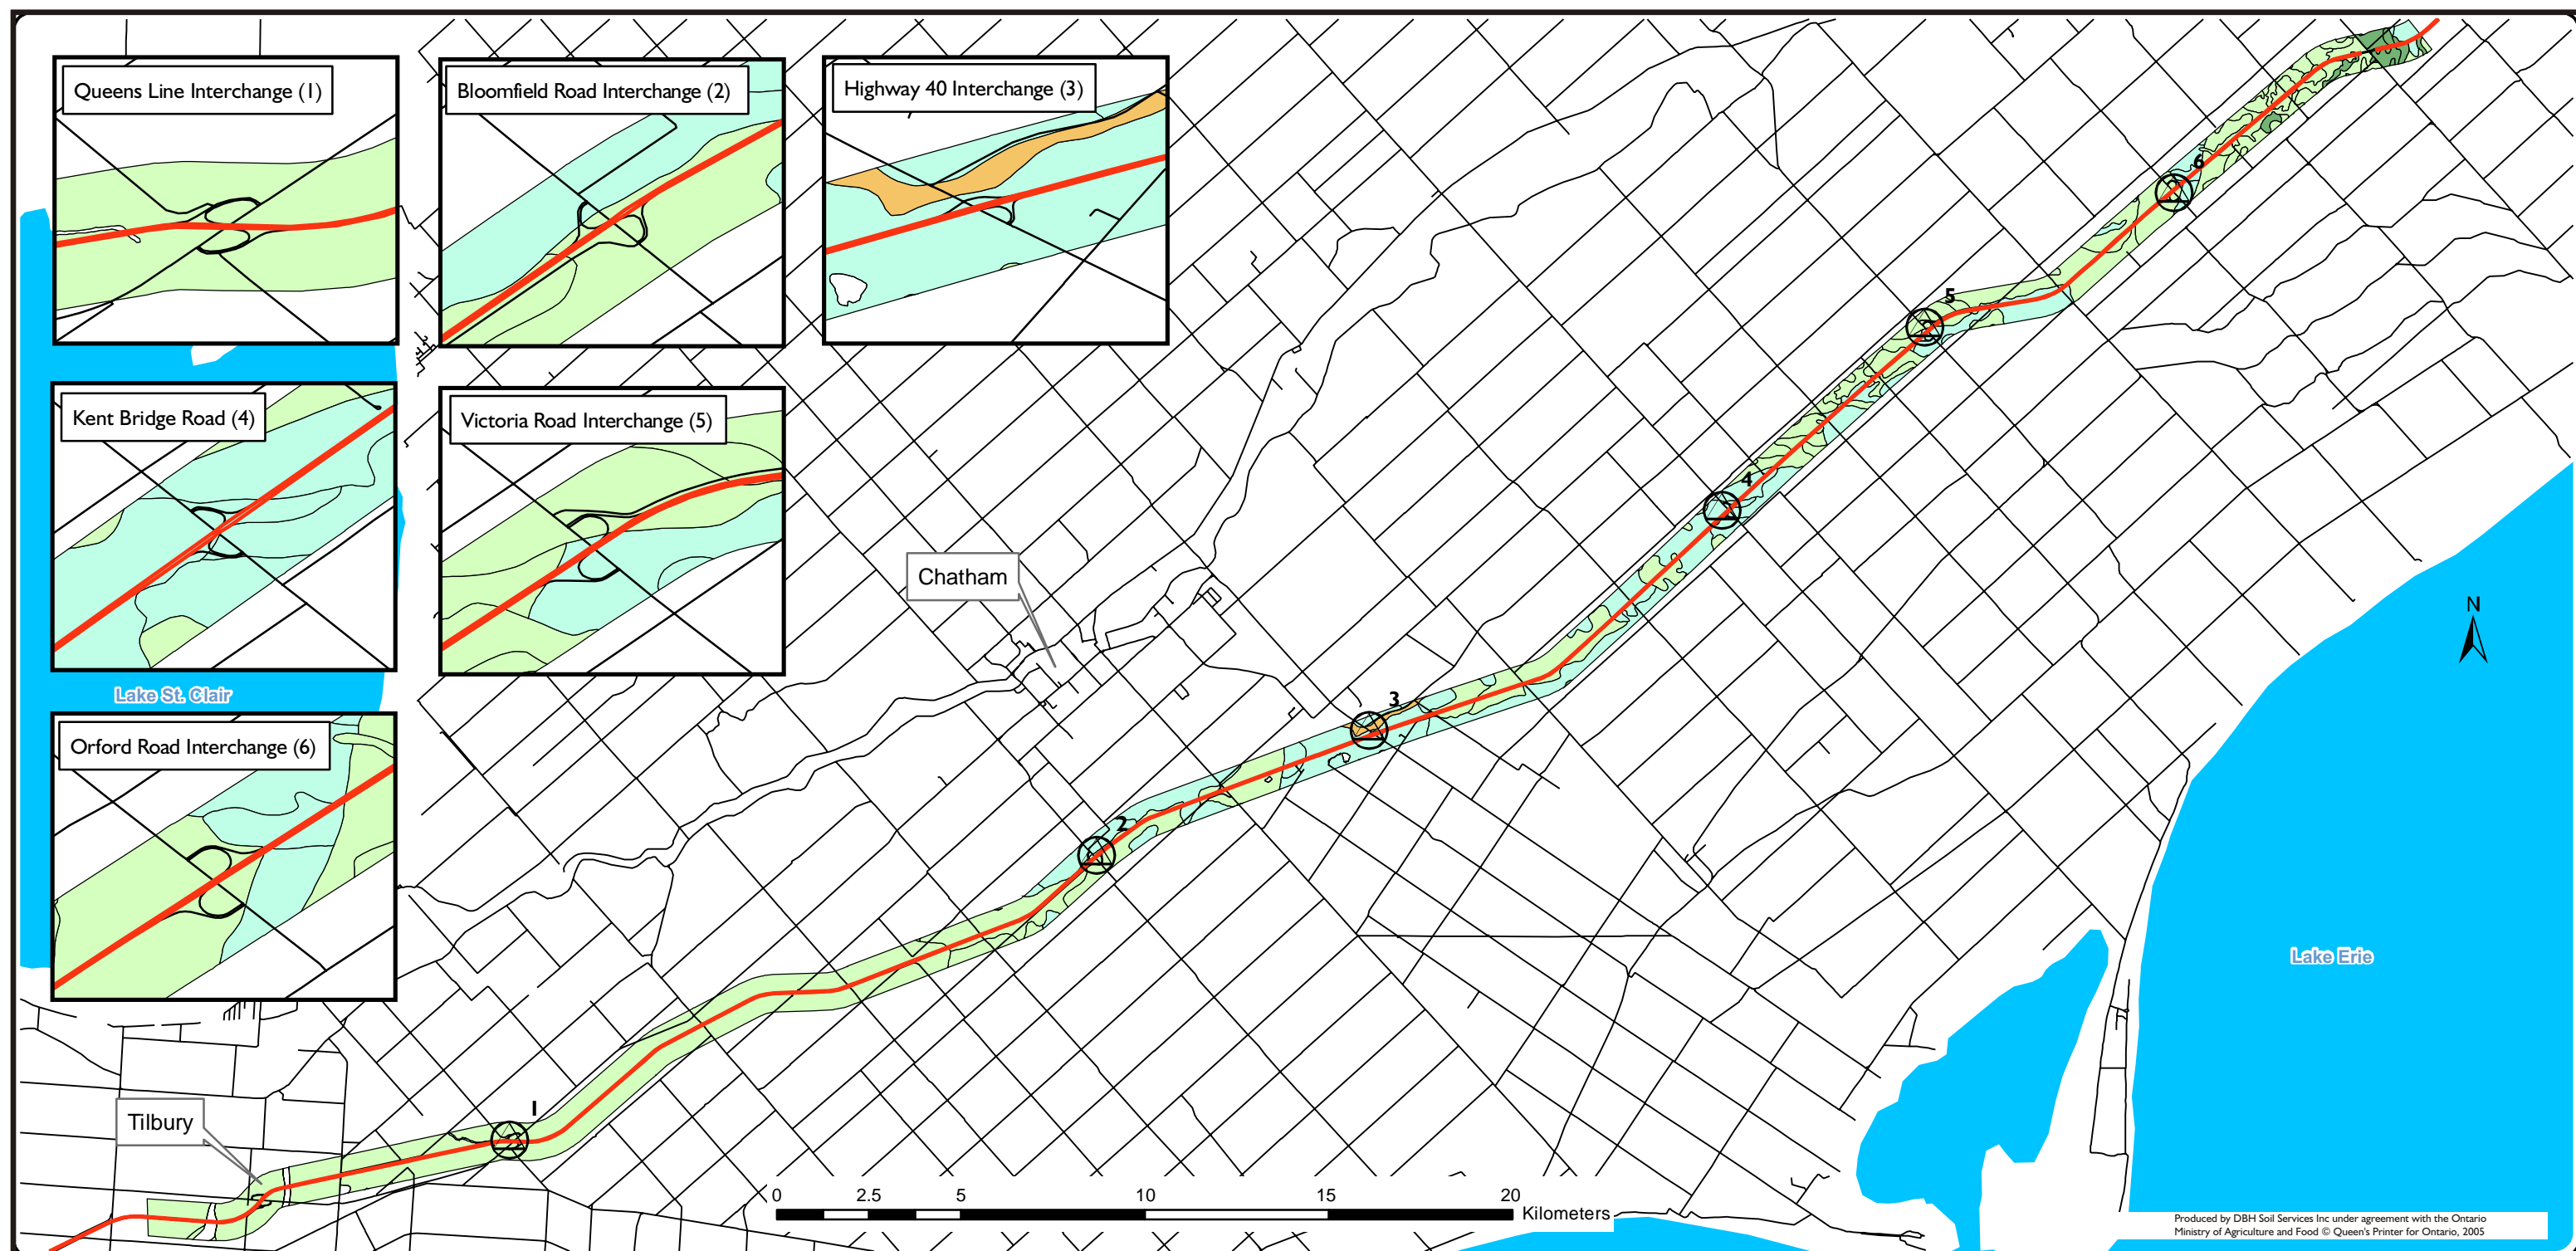 Queens Line Interchange (1)
Bloomfield Road Interchange (2)
Highway 40 Interchange (3)
Kent Bridge Road (4)
Victoria Road Interchange (5)
Orford Road Interchange (6)
Lake St. Clair
Chatham
Tilbury
Lake Erie
N
6
5
4
3
2
1
0 2.5 5 10 15 20
Kilometers
Produced by DBH Soil Services Inc under agreement with the Ontario
Ministry of Agriculture and Food © Queen's Printer for Ontario, 2005